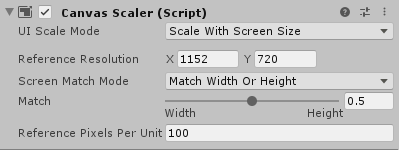 Canvas Scaler (Script)
UI Scale Mode Scale With Screen Size
Reference Resolution X 1152 Y 720
Screen Match Mode Match Width Or Height
Match 0.5
Width Height
Reference Pixels Per Unit 100